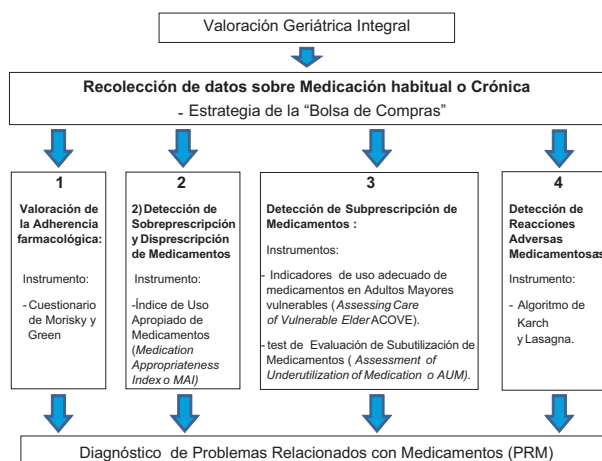 Valoración Geriátrica Integral
Recolección de datos sobre Medicación habitual o Crónica
- Estrategia de la “Bolsa de Compras”
1
Valoración de
la Adherencia
farmacológica:
Instrumento:
- Cuestionario
de Morisky y
Green
2
2) Detección de
Sobreprescripción
y Disprescripción
de Medicamentos
Instrumento:
-Índice de Uso
Apropiado de
Medicamentos
(Medication
Appropriateness
Index o MAI)
3
Detección de Subprescripción de
Medicamentos :
Instrumentos:
- Indicadores de uso adecuado de
medicamentos en Adultos Mayores
vulnerables ( Assessing Care
of Vulnerable Elder ACOVE).
- test de Evaluación de Subutilización de
Medicamentos ( Assessment of
Underutilization of Medication o AUM).
4
Detección de
Reacciones
Adversas
Medicamentosas
Instrumento:
- Algoritmo de
Karch
y Lasagna.
Diagnóstico de Problemas Relacionados con Medicamentos (PRM)